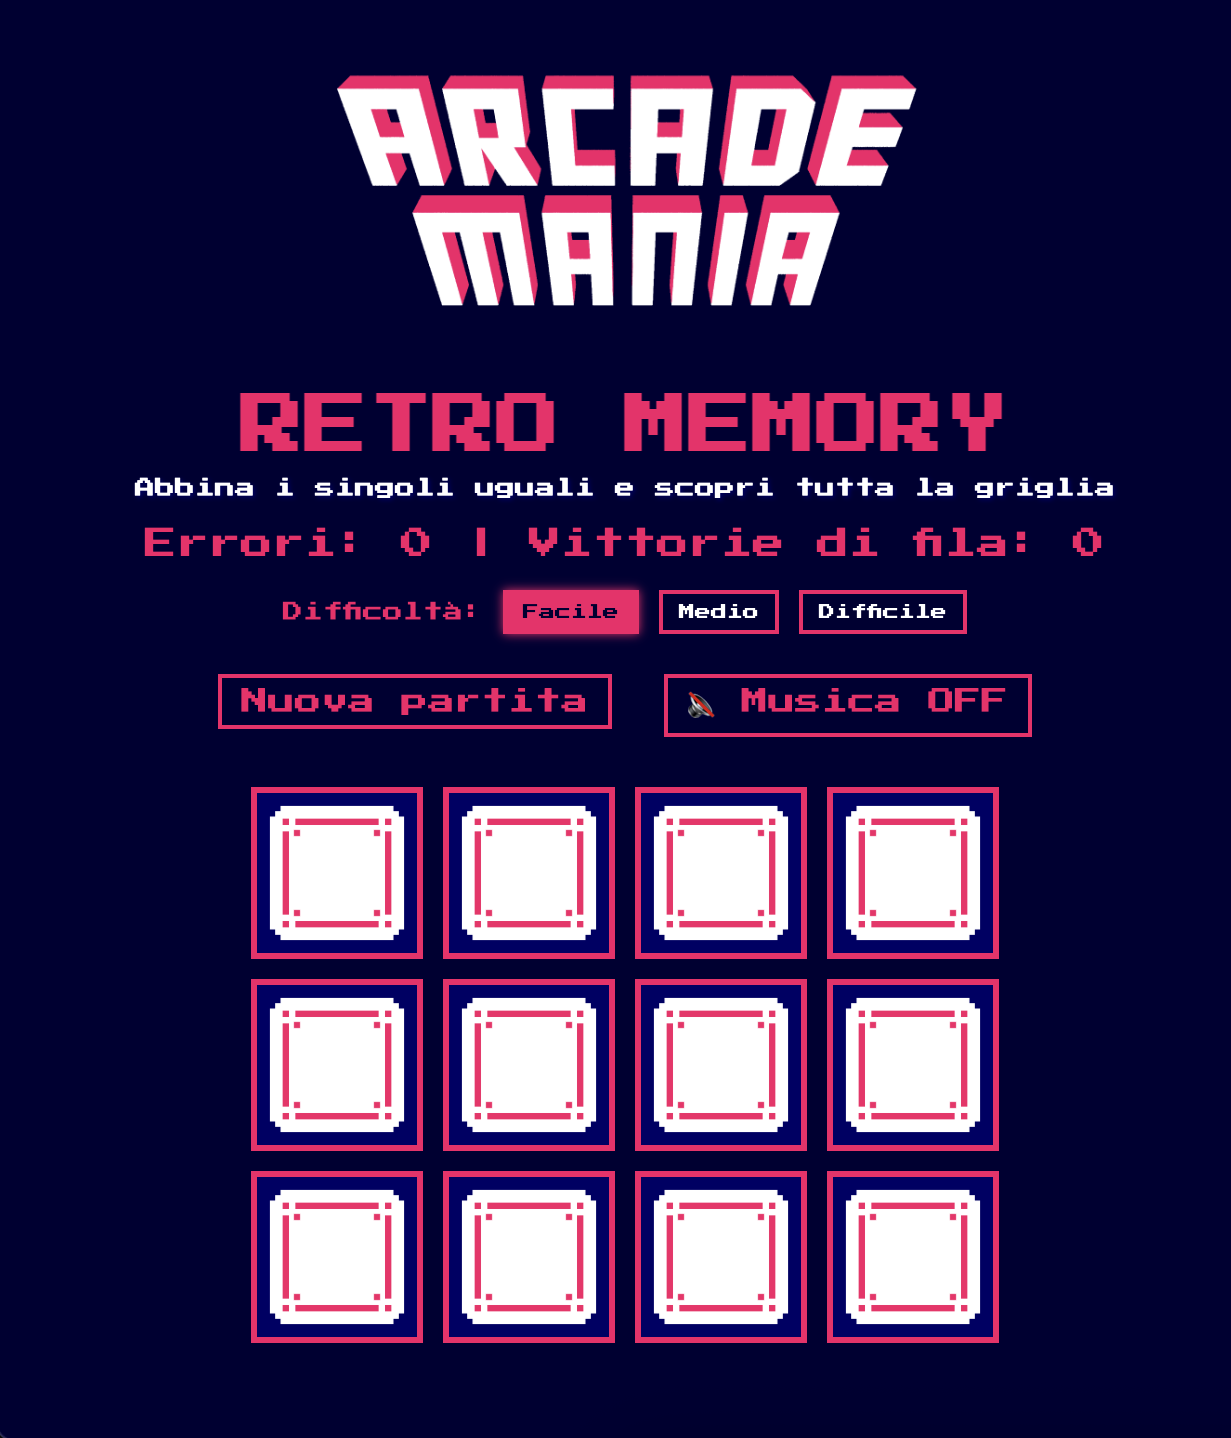 ARCADE
MANIA
RETRO MEMORY
Abbina i singoli uguali e scopri tutta la griglia
Errori: 0 | Vittorie di fila: 0
Difficoltà: Facile Medio Difficile
Nuova partita Musica OFF